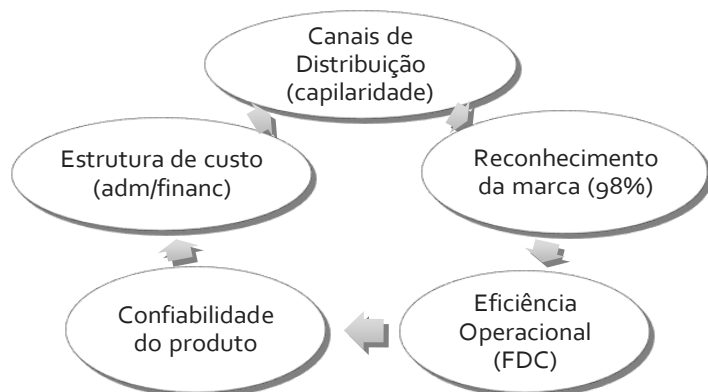 Canais de
Distribuição
(capilaridade)
Estrutura de custo
(adm/financ)
Reconhecimento
da marca (98%)
Confiabilidade
do produto
Eficiência
Operacional
(FDC)